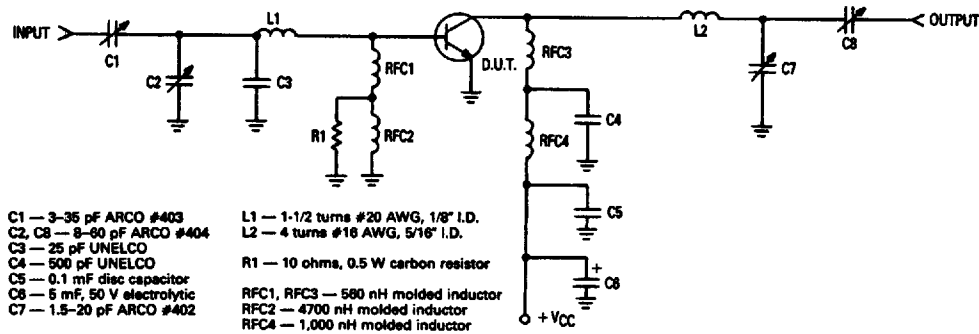 L1
INPUT
C1
C2
C3
RFC1
R1
RFC2
D.U.T.
RFC3
RFC4
C4
C5
+
C6
+ VCC
L2
C7
C8
OUTPUT
C1 — 3–35 pF ARCO #403
C2, C8 — 8–60 pF ARCO #404
C3 — 25 pF UNELCO
C4 — 500 pF UNELCO
C5 — 0.1 mF disc capacitor
C6 — 5 mF, 50 V electrolytic
C7 — 1.5–20 pF ARCO #402
L1 — 1-1/2 turns #20 AWG, 1/8" I.D.
L2 — 4 turns #16 AWG, 5/16" I.D.
R1 — 10 ohms, 0.5 W carbon resistor
RFC1, RFC3 — 560 nH molded inductor
RFC2 — 4700 nH molded inductor
RFC4 — 1,000 nH molded inductor